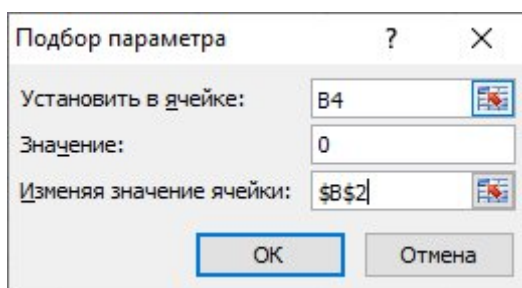 Подбор параметра ? ×
Установить в ячейке: B4
Значение: 0
Изменяя значение ячейки: $B$2
ОК Отмена